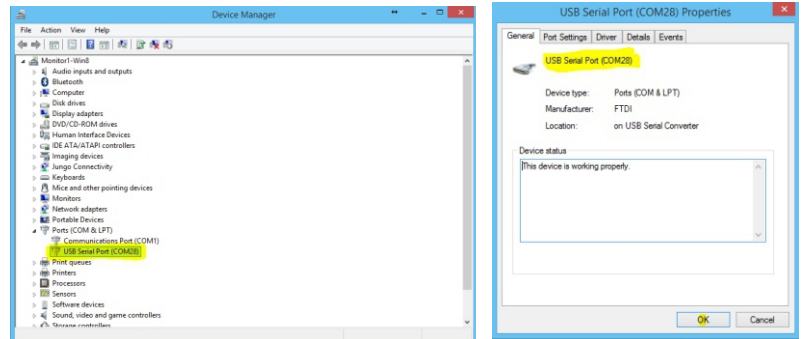 Device Manager
File Action View Help
Monitor1-Win8
Audio inputs and outputs
Bluetooth
Computer
Disk drives
Display adapters
DVD/CD-ROM drives
Human Interface Devices
IDE ATA/ATAPI controllers
Imaging devices
Jungo Connectivity
Keyboards
Mice and other pointing devices
Monitors
Network adapters
Portable Devices
Ports (COM & LPT)
Communications Port (COM1)
USB Serial Port (COM28)
Print queues
Printers
Processors
Sensors
Software devices
Sound, video and game controllers
Storage controllers
USB Serial Port (COM28) Properties
General Port Settings Driver Details Events
USB Serial Port (COM28)
Device type: Ports (COM & LPT)
Manufacturer: FTDI
Location: on USB Serial Converter
Device status
This device is working properly.
OK Cancel